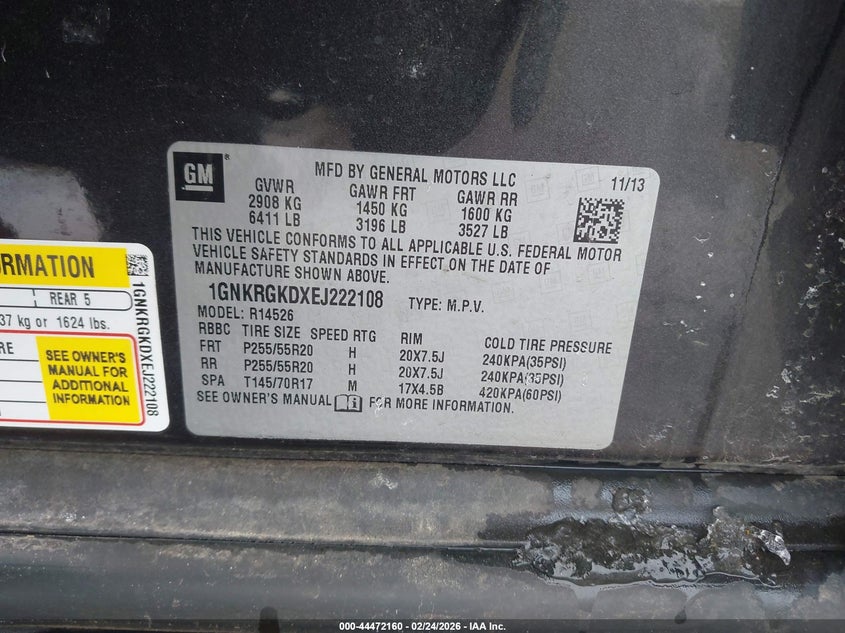 GM
MFD BY GENERAL MOTORS LLC
11/13
GVWR GAWR FRT GAWR RR
2908 KG 1450 KG 1600 KG
6411 LB 3196 LB 3527 LB
THIS VEHICLE CONFORMS TO ALL APPLICABLE U.S. FEDERAL MOTOR
VEHICLE SAFETY STANDARDS IN EFFECT ON THE DATE OF
MANUFACTURE SHOWN ABOVE.
1GNKRGKDXEJ222108 TYPE: M.P.V.
MODEL: R14526
RBBC TIRE SIZE SPEED RTG RIM COLD TIRE PRESSURE
FRT P255/55R20 H 20X7.5J 240KPA(35PSI)
RR P255/55R20 H 20X7.5J 240KPA(35PSI)
SPA T145/70R17 M 17X4.5B 420KPA(60PSI)
SEE OWNER'S MANUAL FOR MORE INFORMATION.
ORMATION
REAR 5
37 kg or 1624 lbs.
RE
SEE OWNER'S
MANUAL FOR
ADDITIONAL
INFORMATION
1GNKRGKDXEJ222108
000-44472160 - 02/24/2026 - IAA Inc.